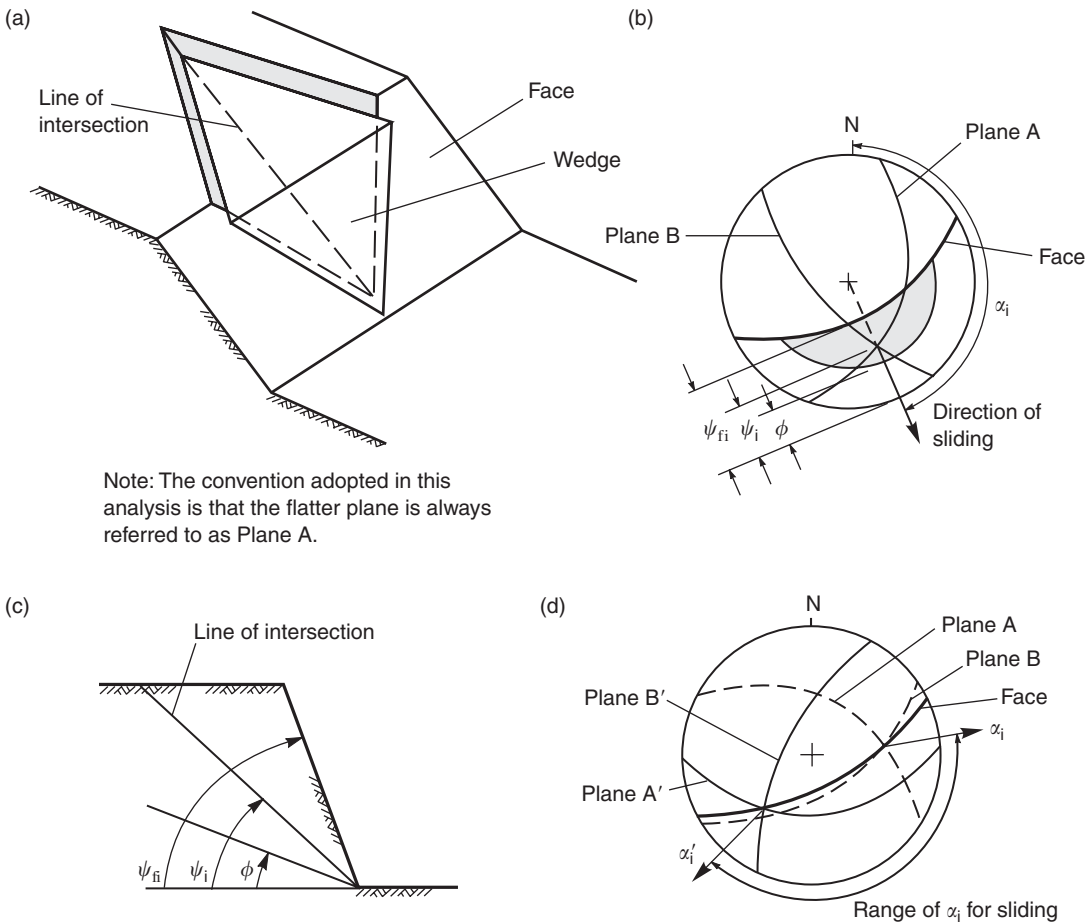 (a)
Line of
intersection
Face
Wedge
Note: The convention adopted in this
analysis is that the flatter plane is always
referred to as Plane A.
(b)
N
Plane A
Plane B
Face
αi
ψfi ψi ϕ
Direction of
sliding
(c)
Line of intersection
ψfi ψi ϕ
(d)
N
Plane A
Plane B
Face
Plane B′
αi
Plane A′
αi′
Range of αi for sliding